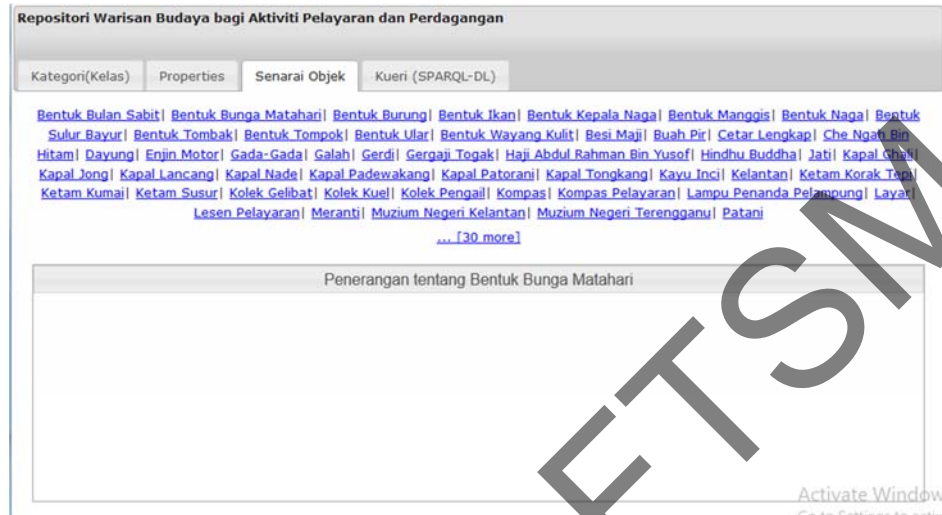 Repositori Warisan Budaya bagi Aktiviti Pelayaran dan Perdagangan
Kategori(Kelas) Properties Senarai Objek Kueri (SPARQL-DL)
Bentuk Bulan Sabit| Bentuk Bunga Matahari| Bentuk Burung| Bentuk Ikan| Bentuk Kepala Naga| Bentuk Manggis| Bentuk Naga| Bentuk
Sulur Bayur| Bentuk Tombak| Bentuk Tompok| Bentuk Ular| Bentuk Wayang Kulit| Besi Maji| Buah Pir| Cetar Lengkap| Che Ngah Bin
Hitam| Dayung| Enjin Motor| Gada-Gada| Galah| Gerdi| Gergaji Togak| Haji Abdul Rahman Bin Yusof| Hindhu Buddha| Jati| Kapal Ghali|
Kapal Jong| Kapal Lancang| Kapal Nade| Kapal Padewakang| Kapal Patorani| Kapal Tongkang| Kayu Inci| Kelantan| Ketam Korak Tepi|
Ketam Kumai| Ketam Susur| Kolek Gelibat| Kolek Kuel| Kolek Pengail| Kompas| Kompas Pelayaran| Lampu Penanda Pelampung| Layar|
Lesen Pelayaran| Meranti| Muzium Negeri Kelantan| Muzium Negeri Terengganu| Patani
... [30 more]
Penerangan tentang Bentuk Bunga Matahari
FTSM
Activate Window